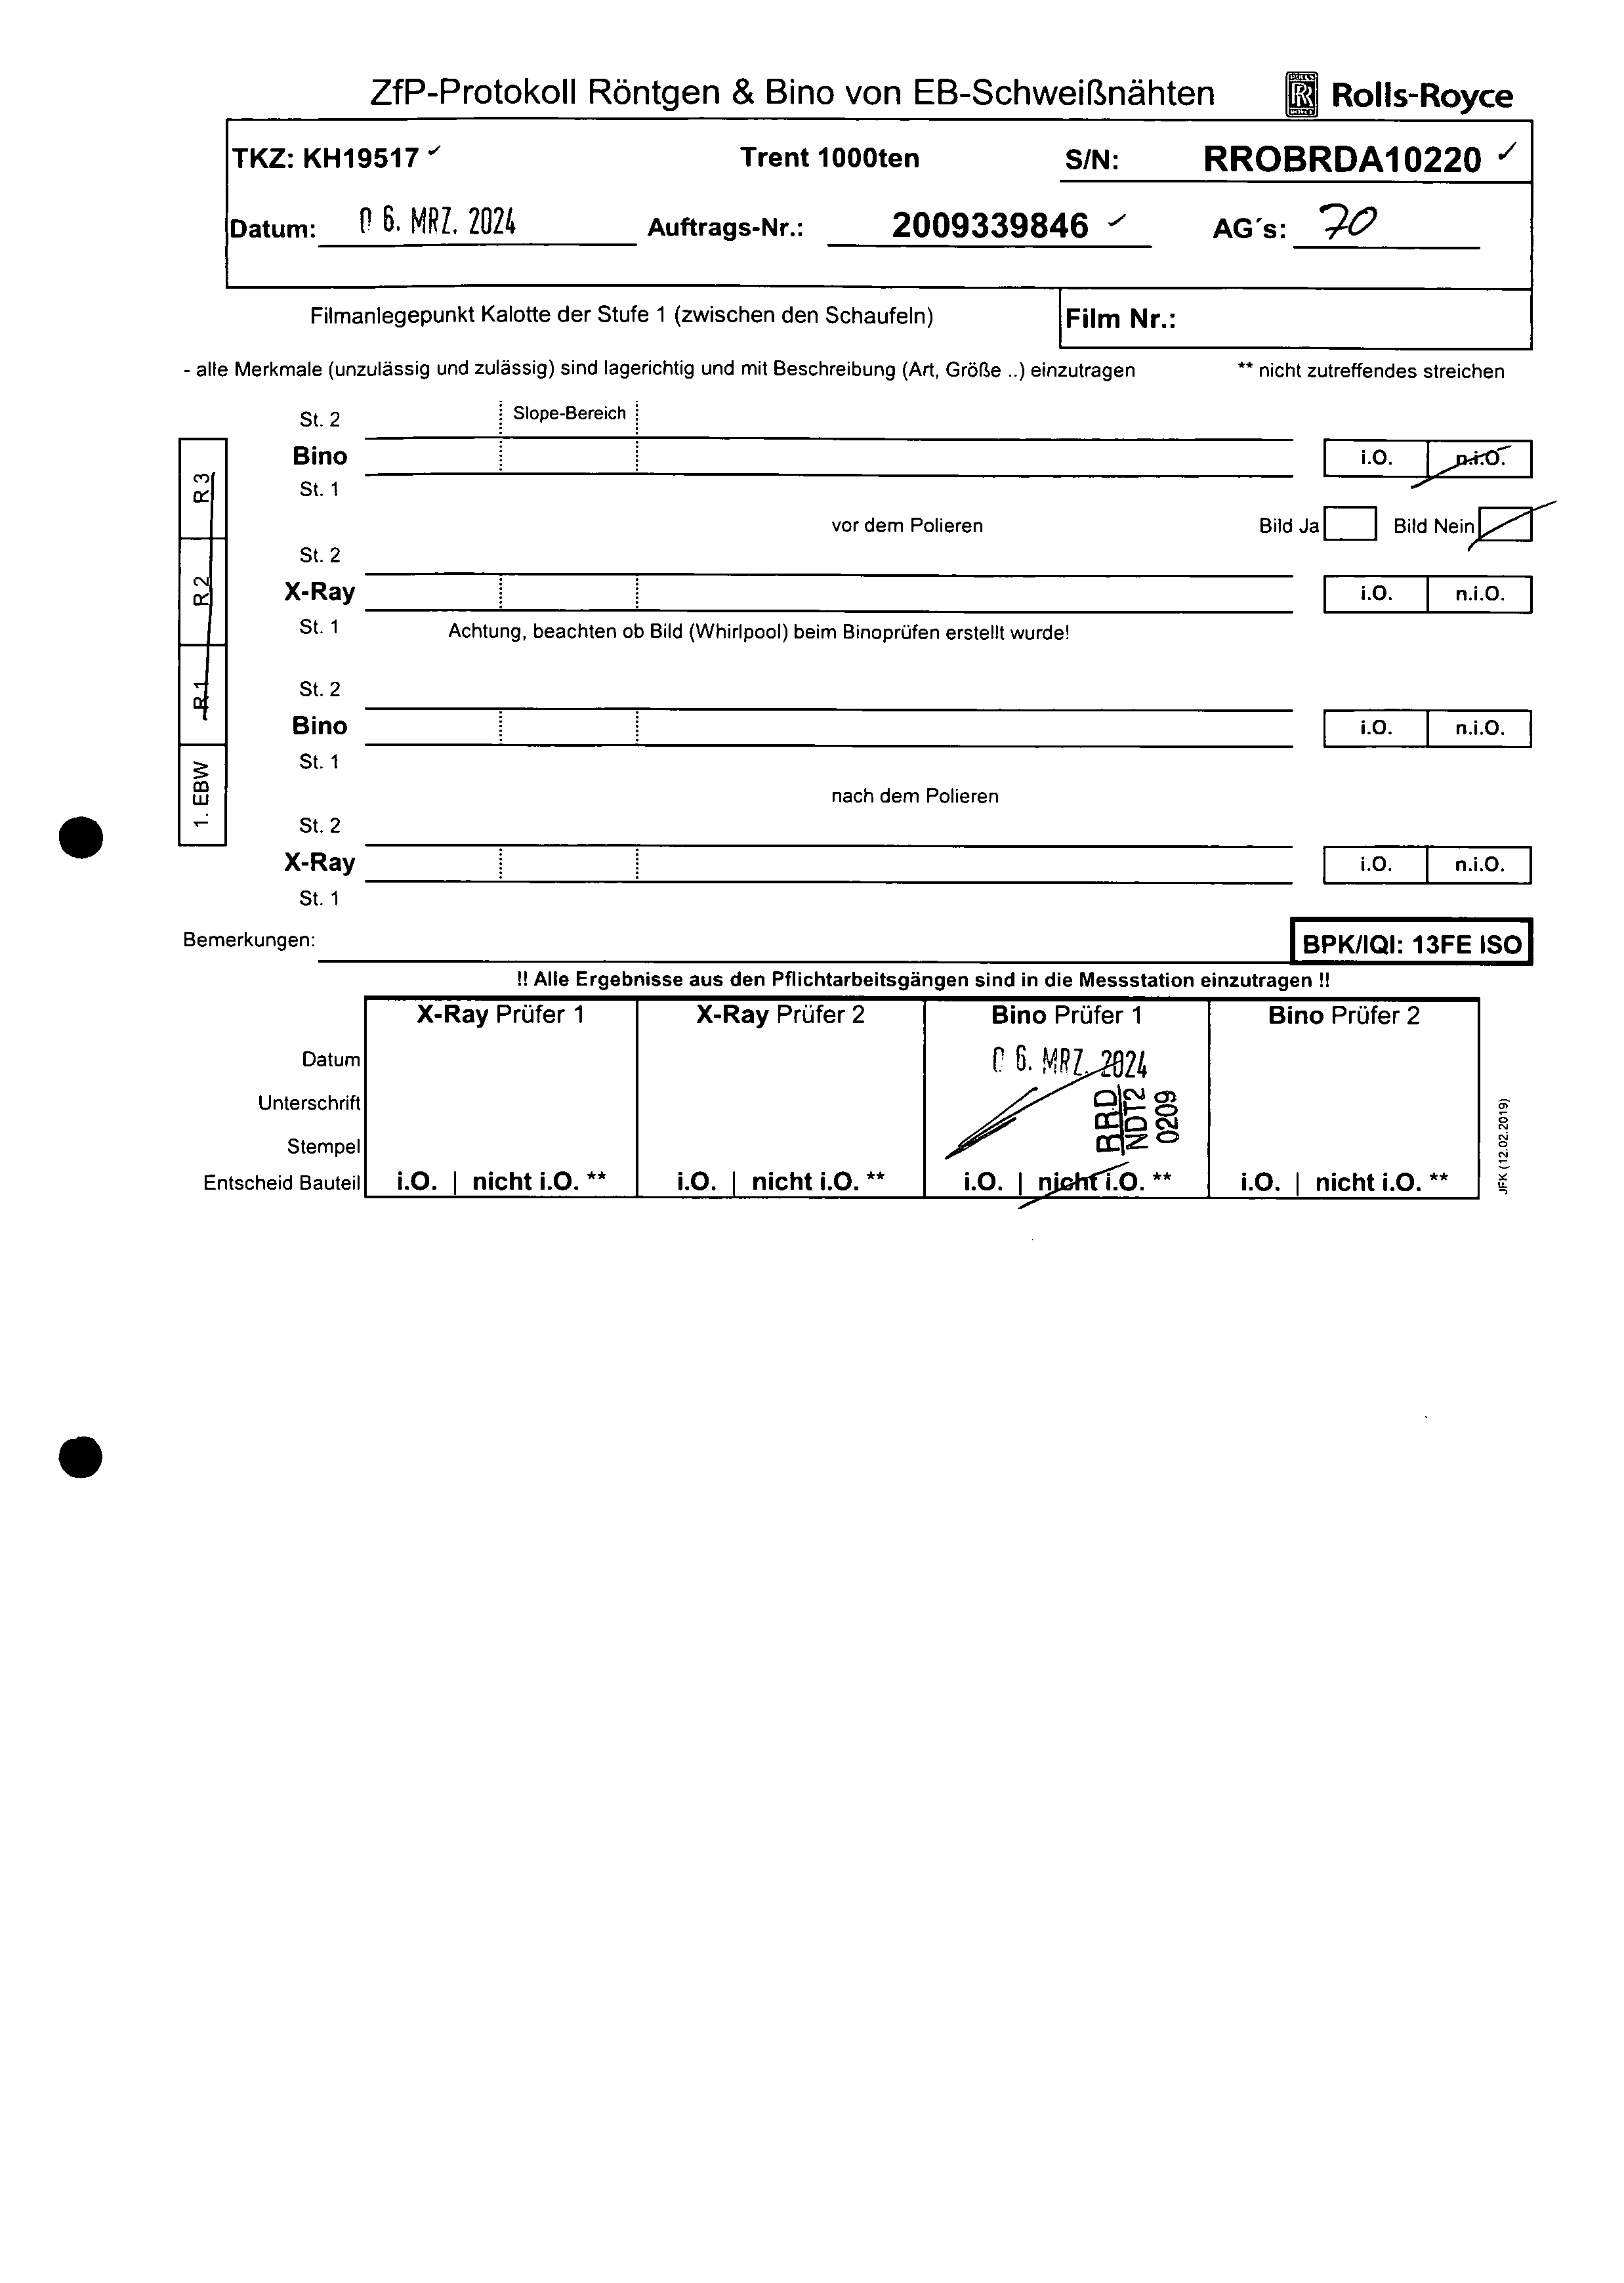 ZfP-Protokoll Röntgen & Bino von EB-Schweißnähten
Rolls-Royce
TKZ: KH19517 ✓ Trent 1000ten S/N: RROBRDA10220 ✓
Datum: 06. MRZ. 2024 Auftrags-Nr.: 2009339846 ✓ AG´s: 70
Filmanlegepunkt Kalotte der Stufe 1 (zwischen den Schaufeln) Film Nr.:
- alle Merkmale (unzulässig und zulässig) sind lagerichtig und mit Beschreibung (Art, Größe ..) einzutragen ** nicht zutreffendes streichen
R 3
R 2
R 1
1. EBW
St. 2 Slope-Bereich
Bino i.O. n.i.O.
St. 1
vor dem Polieren Bild Ja Bild Nein
St. 2
X-Ray i.O. n.i.O.
St. 1 Achtung, beachten ob Bild (Whirlpool) beim Binoprüfen erstellt wurde!
St. 2
Bino i.O. n.i.O.
St. 1
nach dem Polieren
St. 2
X-Ray i.O. n.i.O.
St. 1
Bemerkungen: BPK/IQI: 13FE ISO
!! Alle Ergebnisse aus den Pflichtarbeitsgängen sind in die Messstation einzutragen !!
X-Ray Prüfer 1 X-Ray Prüfer 2 Bino Prüfer 1 Bino Prüfer 2
Datum 06. MRZ. 2024
Unterschrift
Stempel BRD NDT2 0209
Entscheid Bauteil i.O. | nicht i.O. ** i.O. | nicht i.O. ** i.O. | nicht i.O. ** i.O. | nicht i.O. **
JFK (12.02.2019)